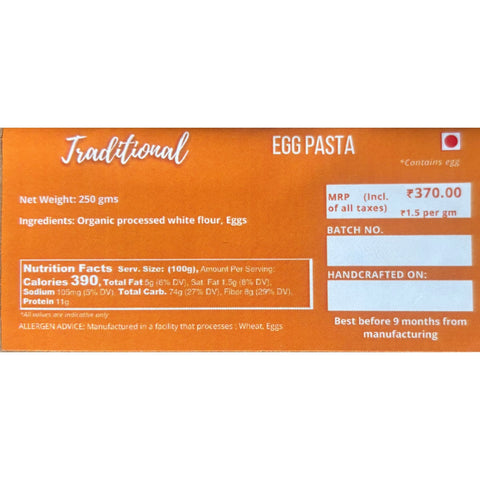 Traditional
EGG PASTA
*Contains egg
Net Weight: 250 gms
Ingredients: Organic processed white flour, Eggs
MRP (Incl. of all taxes)
₹370.00
₹1.5 per gm
BATCH NO.
HANDCRAFTED ON:
Best before 9 months from
manufacturing
Nutrition Facts Serv. Size: (100g), Amount Per Serving:
Calories 390, Total Fat 5g (6% DV), Sat. Fat 1.5g (8% DV),
Sodium 105mg (5% DV), Total Carb. 74g (27% DV), Fiber 8g (29% DV),
Protein 11g
*All values are indicative only
ALLERGEN ADVICE: Manufactured in a facility that processes : Wheat, Eggs